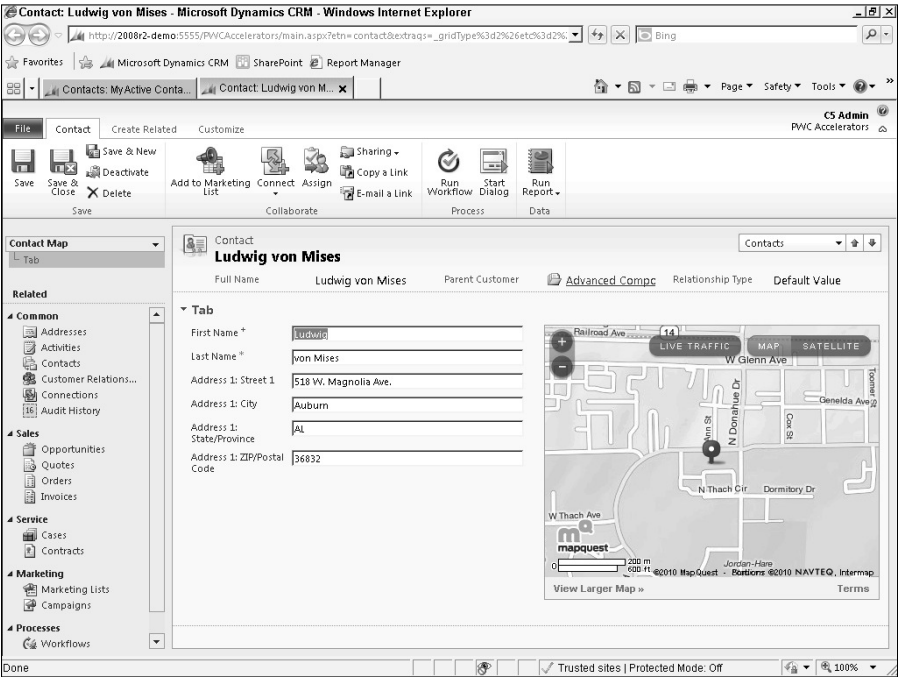 Contact: Ludwig von Mises - Microsoft Dynamics CRM - Windows Internet Explorer
http://2008r2-demo:5555/PWCAccelerators/main.aspx?etn=contact&extraqs=_gridType%3d2%26etc%3d2%:
Bing
Favorites Microsoft Dynamics CRM SharePoint Report Manager
Contacts: My Active Conta... Contact: Ludwig von M... Page Safety Tools
C5 Admin
File Contact Create Related Customize PWC Accelerators
Save
Save & Close
Save & New
Deactivate
Delete
Add to Marketing List
Connect
Assign
Sharing
Copy a Link
E-mail a Link
Run Workflow
Start Dialog
Run Report
Save Collaborate Process Data
Contact Map
Tab
Related
Common
Addresses
Activities
Contacts
Customer Relations...
Connections
16 Audit History
Sales
Opportunities
Quotes
Orders
Invoices
Service
Cases
Contracts
Marketing
Marketing Lists
Campaigns
Processes
Workflows
Contact Contacts
Ludwig von Mises
Full Name Ludwig von Mises Parent Customer Advanced Compc Relationship Type Default Value
Tab
First Name + Ludwig
Last Name * von Mises
Address 1: Street 1 518 W. Magnolia Ave.
Address 1: City Auburn
Address 1: State/Province AL
Address 1: ZIP/Postal Code 36832
Railroad Ave 14
LIVE TRAFFIC MAP SATELLITE
W Glenn Ave
Toomer St
Genelda Ave
N Donahue Dr
Ann St
Cox St
N Thach Cir Dormitory Dr
W Thach Ave
mq
mapquest
Jordan-Hare
0 200 m
600 ft ©2010 MapQuest - Portions ©2010 NAVTEQ, Intermap
View Larger Map » Terms
Done Trusted sites | Protected Mode: Off 100%